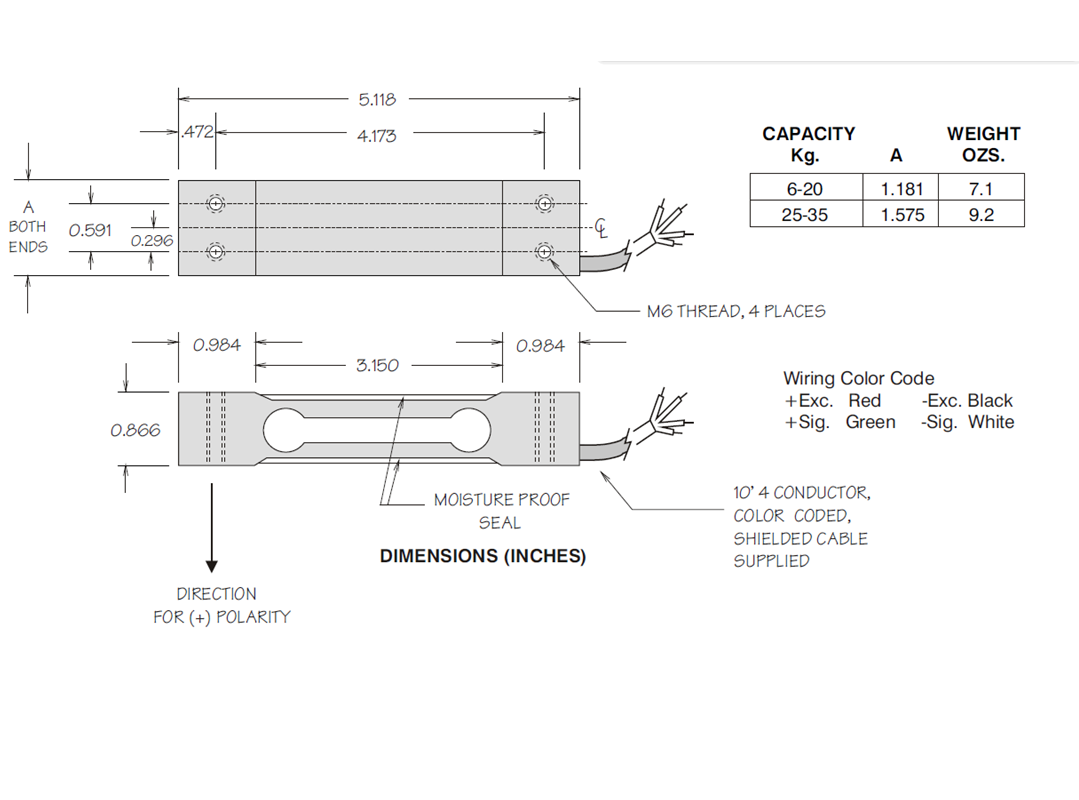 5.118
.472
4.173
A
BOTH
ENDS
0.591
0.296
℄
M6 THREAD, 4 PLACES
CAPACITY
Kg. A WEIGHT
OZS.
6-20 1.181 7.1
25-35 1.575 9.2
0.984
0.984
3.150
0.866
MOISTURE PROOF
SEAL
DIMENSIONS (INCHES)
DIRECTION
FOR (+) POLARITY
Wiring Color Code
+Exc. Red -Exc. Black
+Sig. Green -Sig. White
10' 4 CONDUCTOR,
COLOR CODED,
SHIELDED CABLE
SUPPLIED